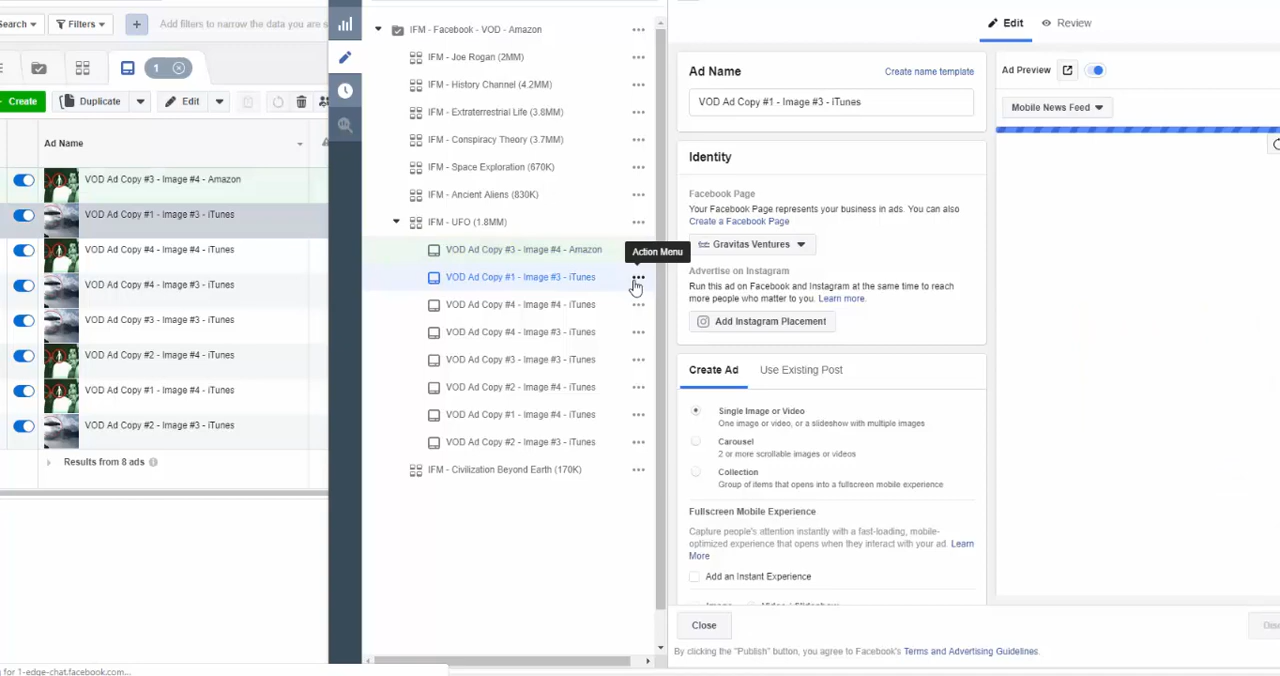 Search
Filters
Add filters to narrow the data you are s
1
Create
Duplicate
Edit
Ad Name
VOD Ad Copy #3 - Image #4 - Amazon
VOD Ad Copy #1 - Image #3 - iTunes
VOD Ad Copy #4 - Image #4 - iTunes
VOD Ad Copy #4 - Image #3 - iTunes
VOD Ad Copy #3 - Image #3 - iTunes
VOD Ad Copy #2 - Image #4 - iTunes
VOD Ad Copy #1 - Image #4 - iTunes
VOD Ad Copy #2 - Image #3 - iTunes
Results from 8 ads
g for 1-edge-chat.facebook.com...
IFM - Facebook - VOD - Amazon
IFM - Joe Rogan (2MM)
IFM - History Channel (4.2MM)
IFM - Extraterrestrial Life (3.8MM)
IFM - Conspiracy Theory (3.7MM)
IFM - Space Exploration (670K)
IFM - Ancient Aliens (830K)
IFM - UFO (1.8MM)
VOD Ad Copy #3 - Image #4 - Amazon
VOD Ad Copy #1 - Image #3 - iTunes
VOD Ad Copy #4 - Image #4 - iTunes
VOD Ad Copy #4 - Image #3 - iTunes
VOD Ad Copy #3 - Image #3 - iTunes
VOD Ad Copy #2 - Image #4 - iTunes
VOD Ad Copy #1 - Image #4 - iTunes
VOD Ad Copy #2 - Image #3 - iTunes
IFM - Civilization Beyond Earth (170K)
Action Menu
Edit
Review
Ad Name
Create name template
VOD Ad Copy #1 - Image #3 - iTunes
Identity
Facebook Page
Your Facebook Page represents your business in ads. You can also
Create a Facebook Page
Gravitas Ventures
Advertise on Instagram
Run this ad on Facebook and Instagram at the same time to reach
more people who matter to you. Learn more.
Add Instagram Placement
Create Ad
Use Existing Post
Single Image or Video
One image or video, or a slideshow with multiple images
Carousel
2 or more scrollable images or videos
Collection
Group of items that opens into a fullscreen mobile experience
Fullscreen Mobile Experience
Capture people's attention instantly with a fast-loading, mobile-
optimized experience that opens when they interact with your ad. Learn
More
Add an Instant Experience
Image
Video / Slideshow
Close
By clicking the "Publish" button, you agree to Facebook's Terms and Advertising Guidelines.
Ad Preview
Mobile News Feed